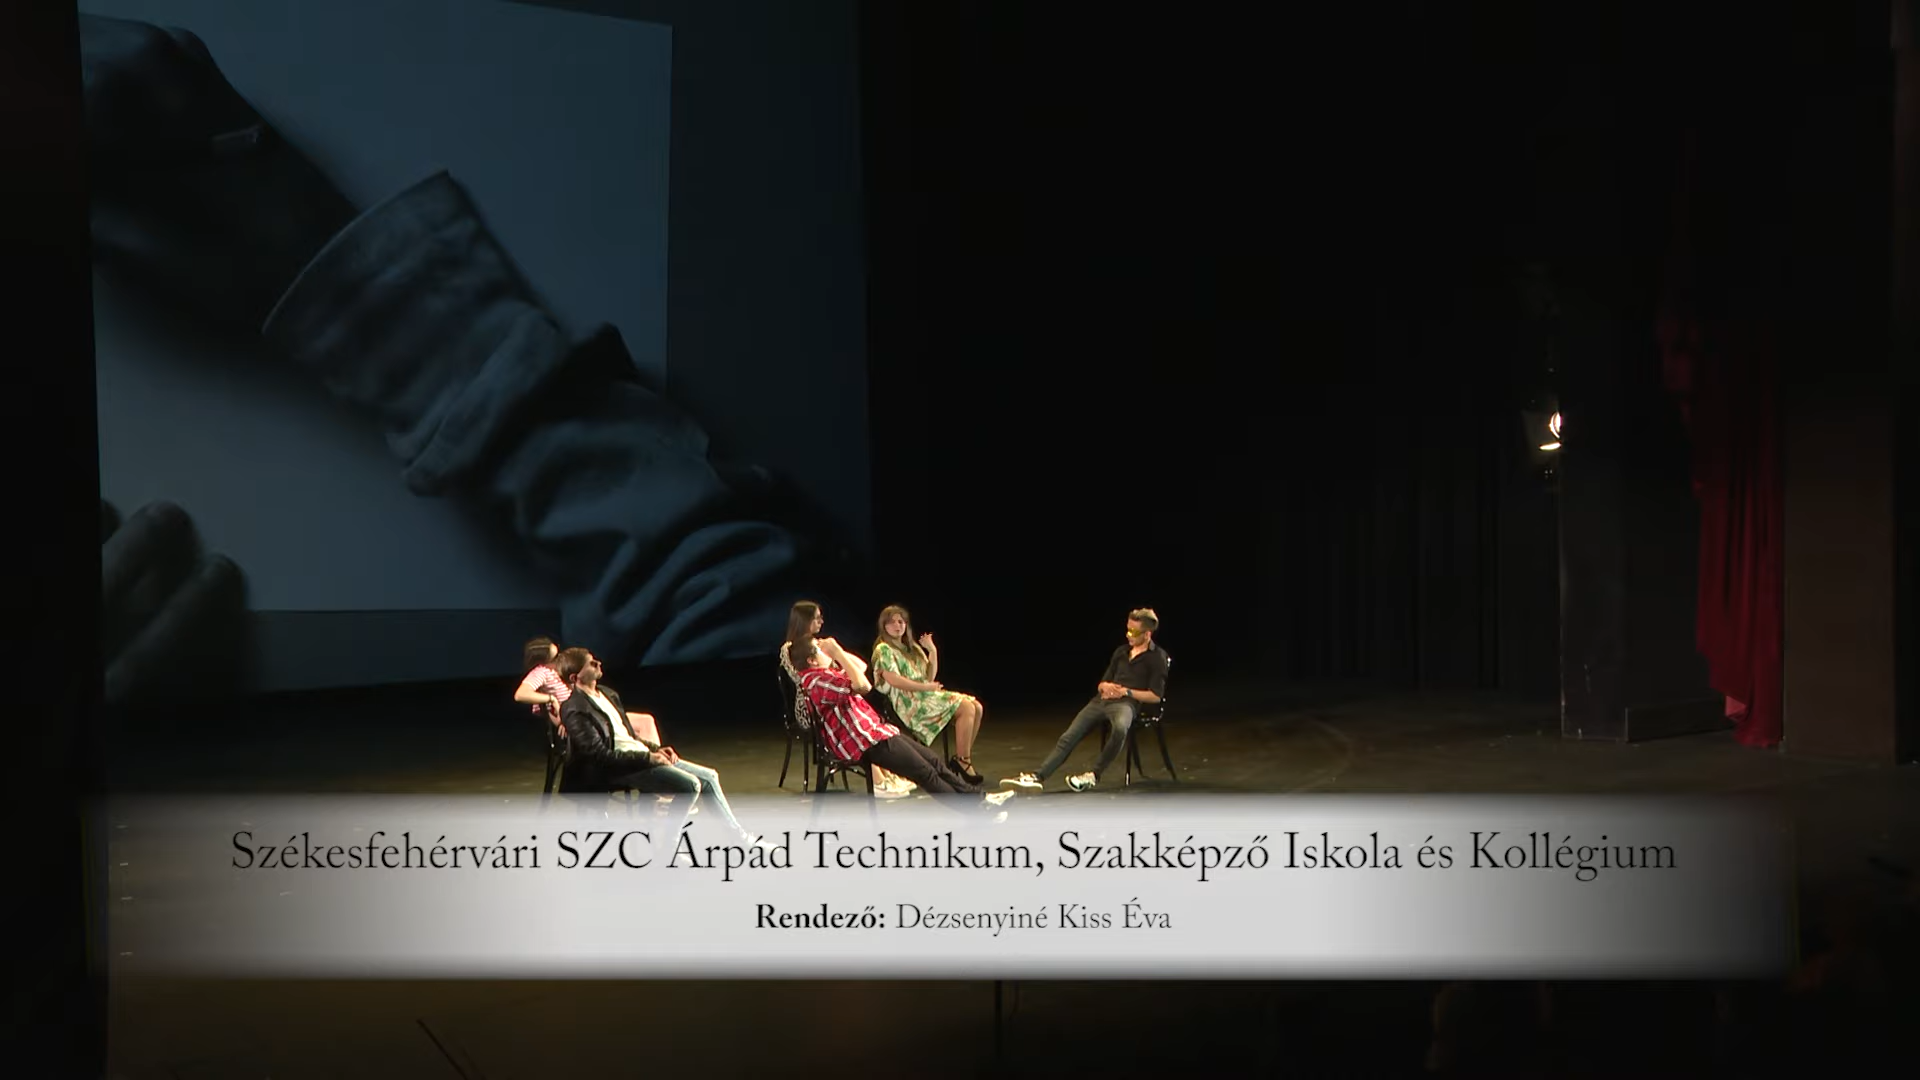 Székesfehérvári SZC Árpád Technikum, Szakképző Iskola és Kollégium
Rendező: Dézsenyiné Kiss Éva